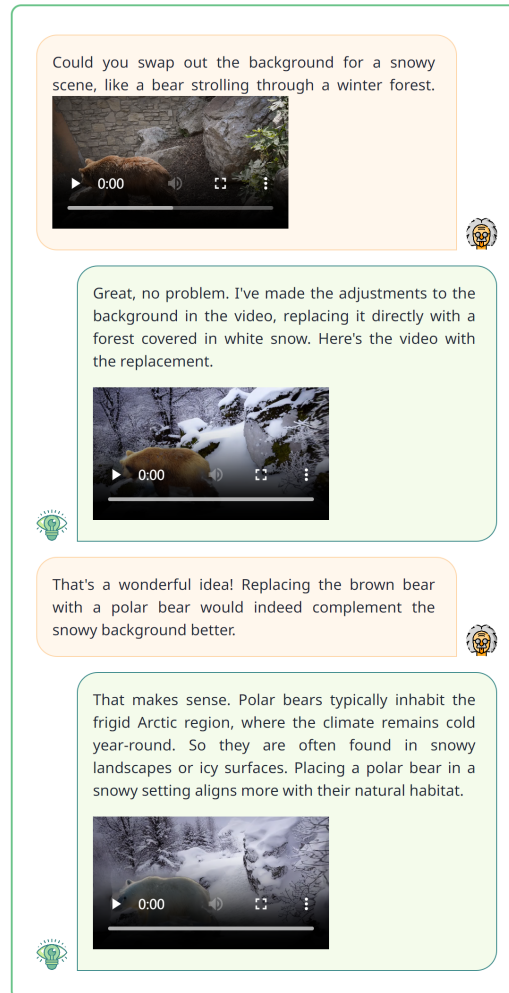 Could you swap out the background for a snowy
scene, like a bear strolling through a winter forest.
0:00
Great, no problem. I've made the adjustments to the
background in the video, replacing it directly with a
forest covered in white snow. Here's the video with
the replacement.
0:00
That's a wonderful idea! Replacing the brown bear
with a polar bear would indeed complement the
snowy background better.
That makes sense. Polar bears typically inhabit the
frigid Arctic region, where the climate remains cold
year-round. So they are often found in snowy
landscapes or icy surfaces. Placing a polar bear in a
snowy setting aligns more with their natural habitat.
0:00